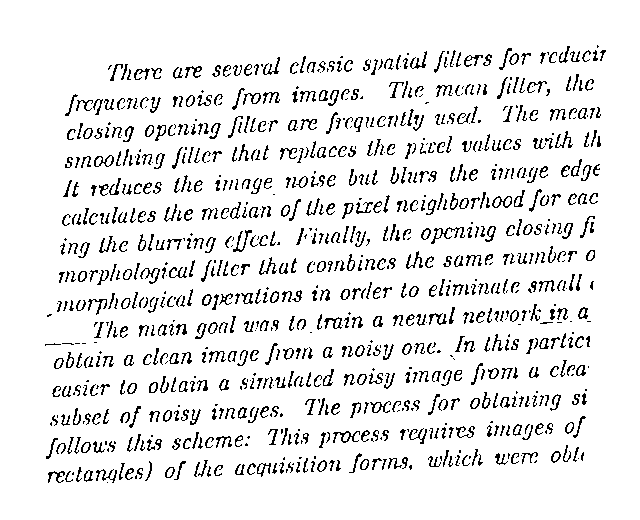 There are several classic spatial filters for reducin
frequency noise from images. The mean filter, the
closing opening filter are frequently used. The mean
smoothing filter that replaces the pixel values with th
It reduces the image noise but blurs the image edge
calculates the median of the pixel neighborhood for eac
ing the blurring effect. Finally, the opening closing fi
morphological filter that combines the same number o
morphological operations in order to eliminate small
The main goal was to train a neural network in a
obtain a clean image from a noisy one. In this partic
easier to obtain a simulated noisy image from a clea
subset of noisy images. The process for obtaining si
follows this scheme: This process requires images of
rectangles) of the acquisition forms, which were obt